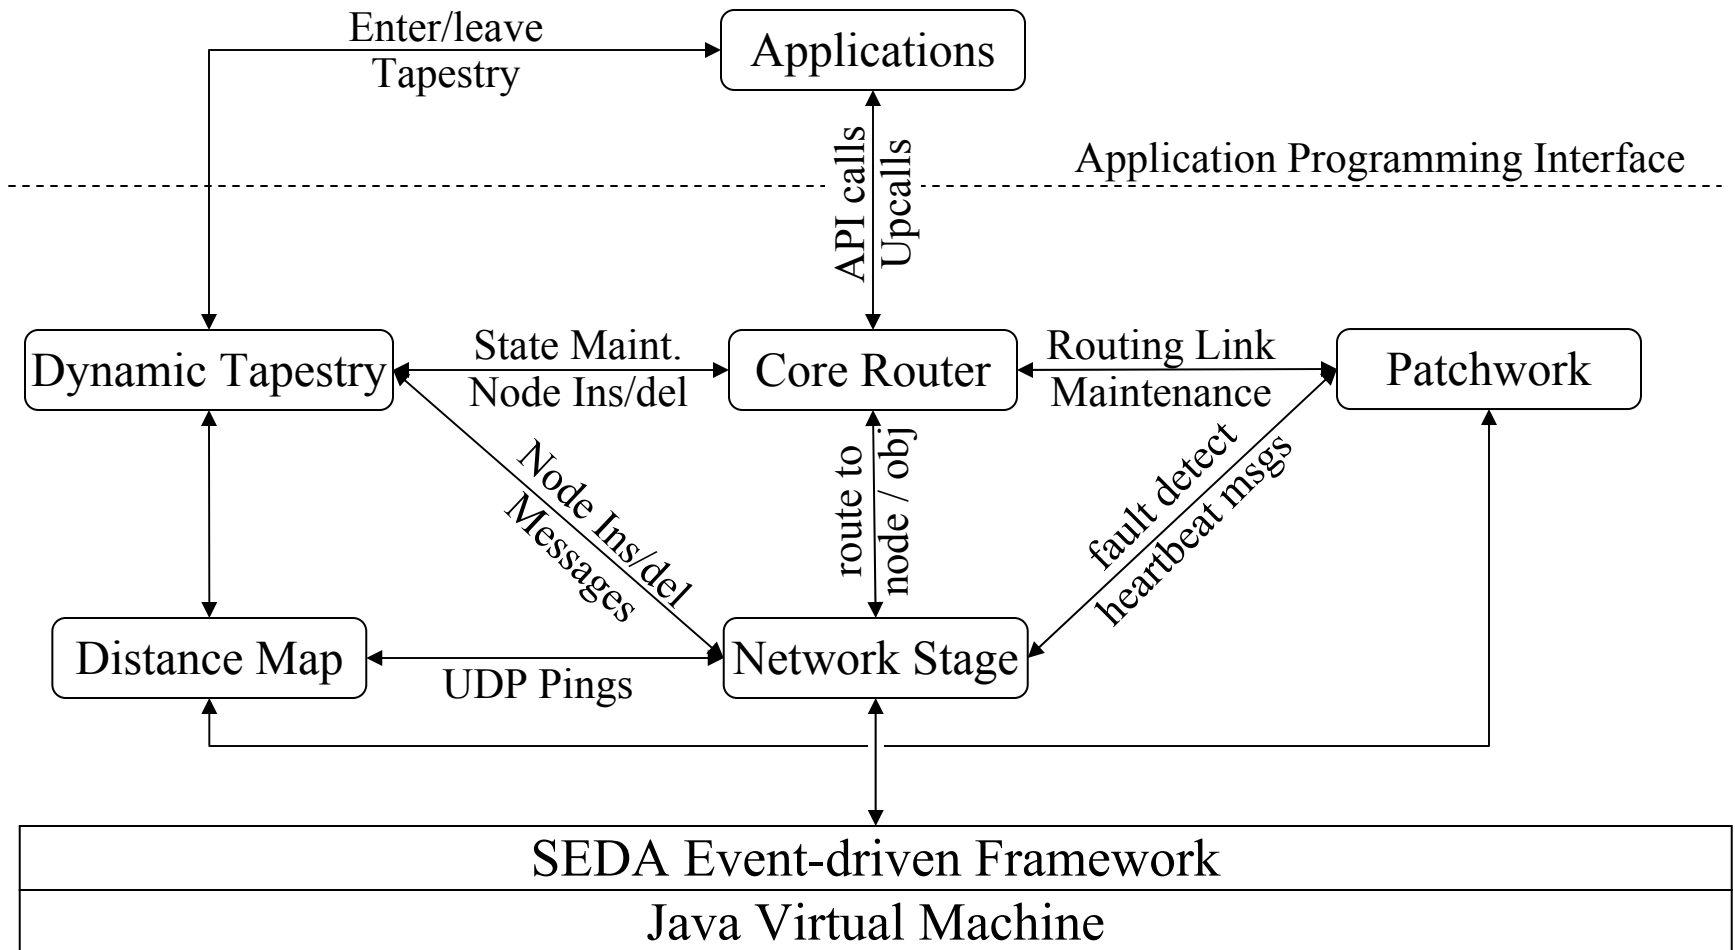 Enter/leave
Tapestry
Applications
Application Programming Interface
API calls
Upcalls
Dynamic Tapestry
State Maint.
Node Ins/del
Core Router
Routing Link
Maintenance
Patchwork
Node Ins/del
Messages
route to
node / obj
fault detect
heartbeat msgs
Distance Map
UDP Pings
Network Stage
SEDA Event-driven Framework
Java Virtual Machine